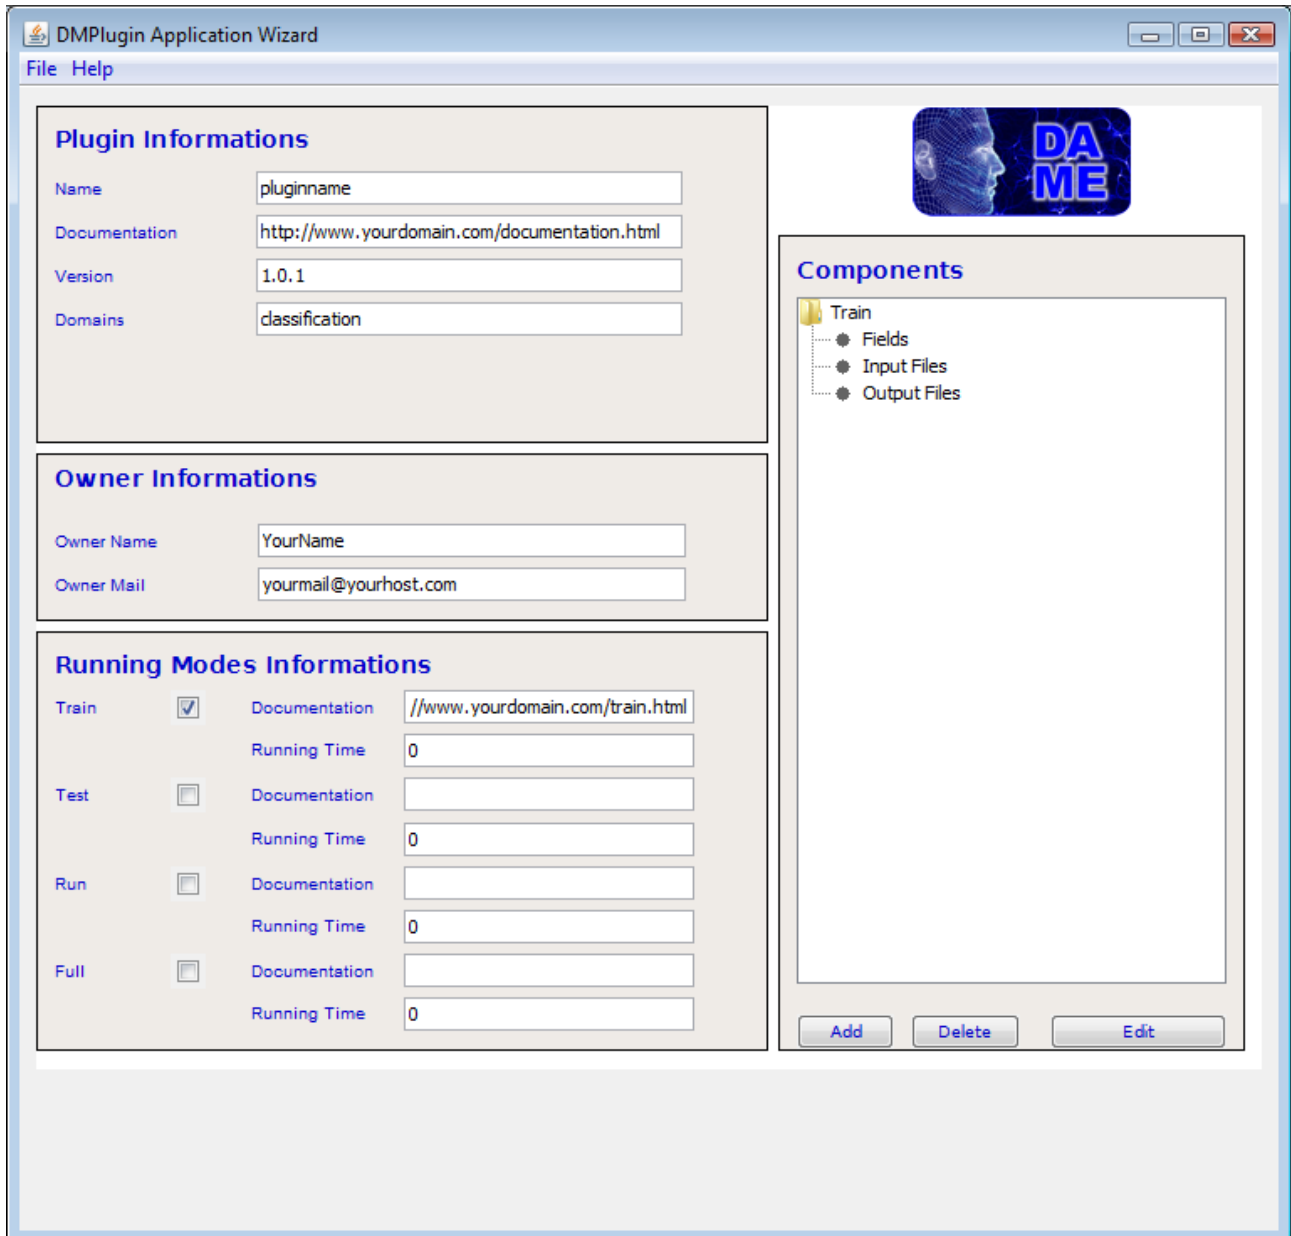 DMPlugin Application Wizard
File Help
Plugin Informations
Name pluginname
Documentation http://www.yourdomain.com/documentation.html
Version 1.0.1
Domains classification
Owner Informations
Owner Name YourName
Owner Mail yourmail@yourhost.com
Running Modes Informations
Train Documentation //www.yourdomain.com/train.html
Running Time 0
Test Documentation
Running Time 0
Run Documentation
Running Time 0
Full Documentation
Running Time 0
DA
ME
Components
Train
Fields
Input Files
Output Files
Add Delete Edit